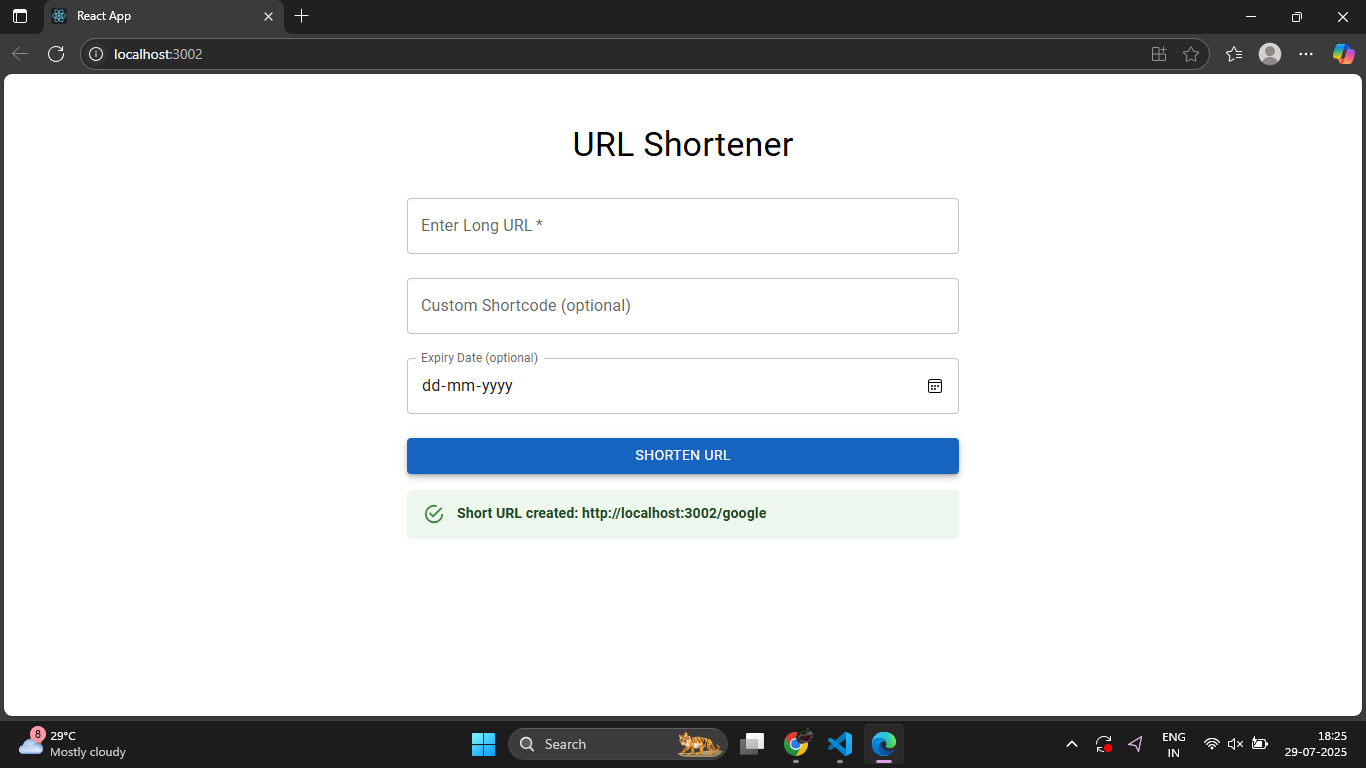 React App
localhost:3002
URL Shortener
Enter Long URL *
Custom Shortcode (optional)
Expiry Date (optional)
dd-mm-yyyy
SHORTEN URL
Short URL created: http://localhost:3002/google
8
29°C
Mostly cloudy
Search
ENG
IN
18:25
29-07-2025